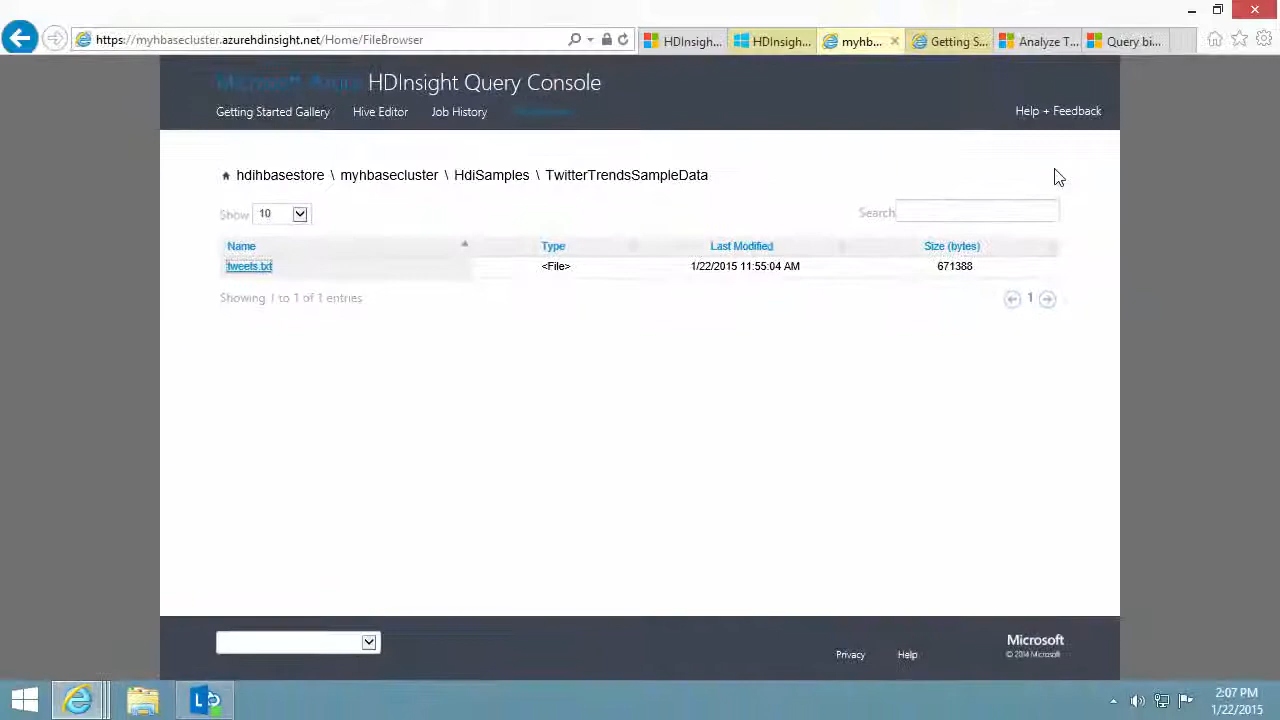 https://myhbasecluster.azurehdinsight.net/Home/FileBrowser
HDInsigh...
HDInsigh...
myhb...
Getting S...
Analyze T...
Query bi...
Microsoft Azure HDInsight Query Console
Getting Started Gallery
Hive Editor
Job History
Help + Feedback
hdihbasestore \ myhbasecluster \ HdiSamples \ TwitterTrendsSampleData
Show 10
Search
Name Type Last Modified Size (bytes)
tweets.txt <File> 1/22/2015 11:55:04 AM 671388
Showing 1 to 1 of 1 entries
1
Microsoft
Privacy Help © 2014 Microsoft
2:07 PM
1/22/2015